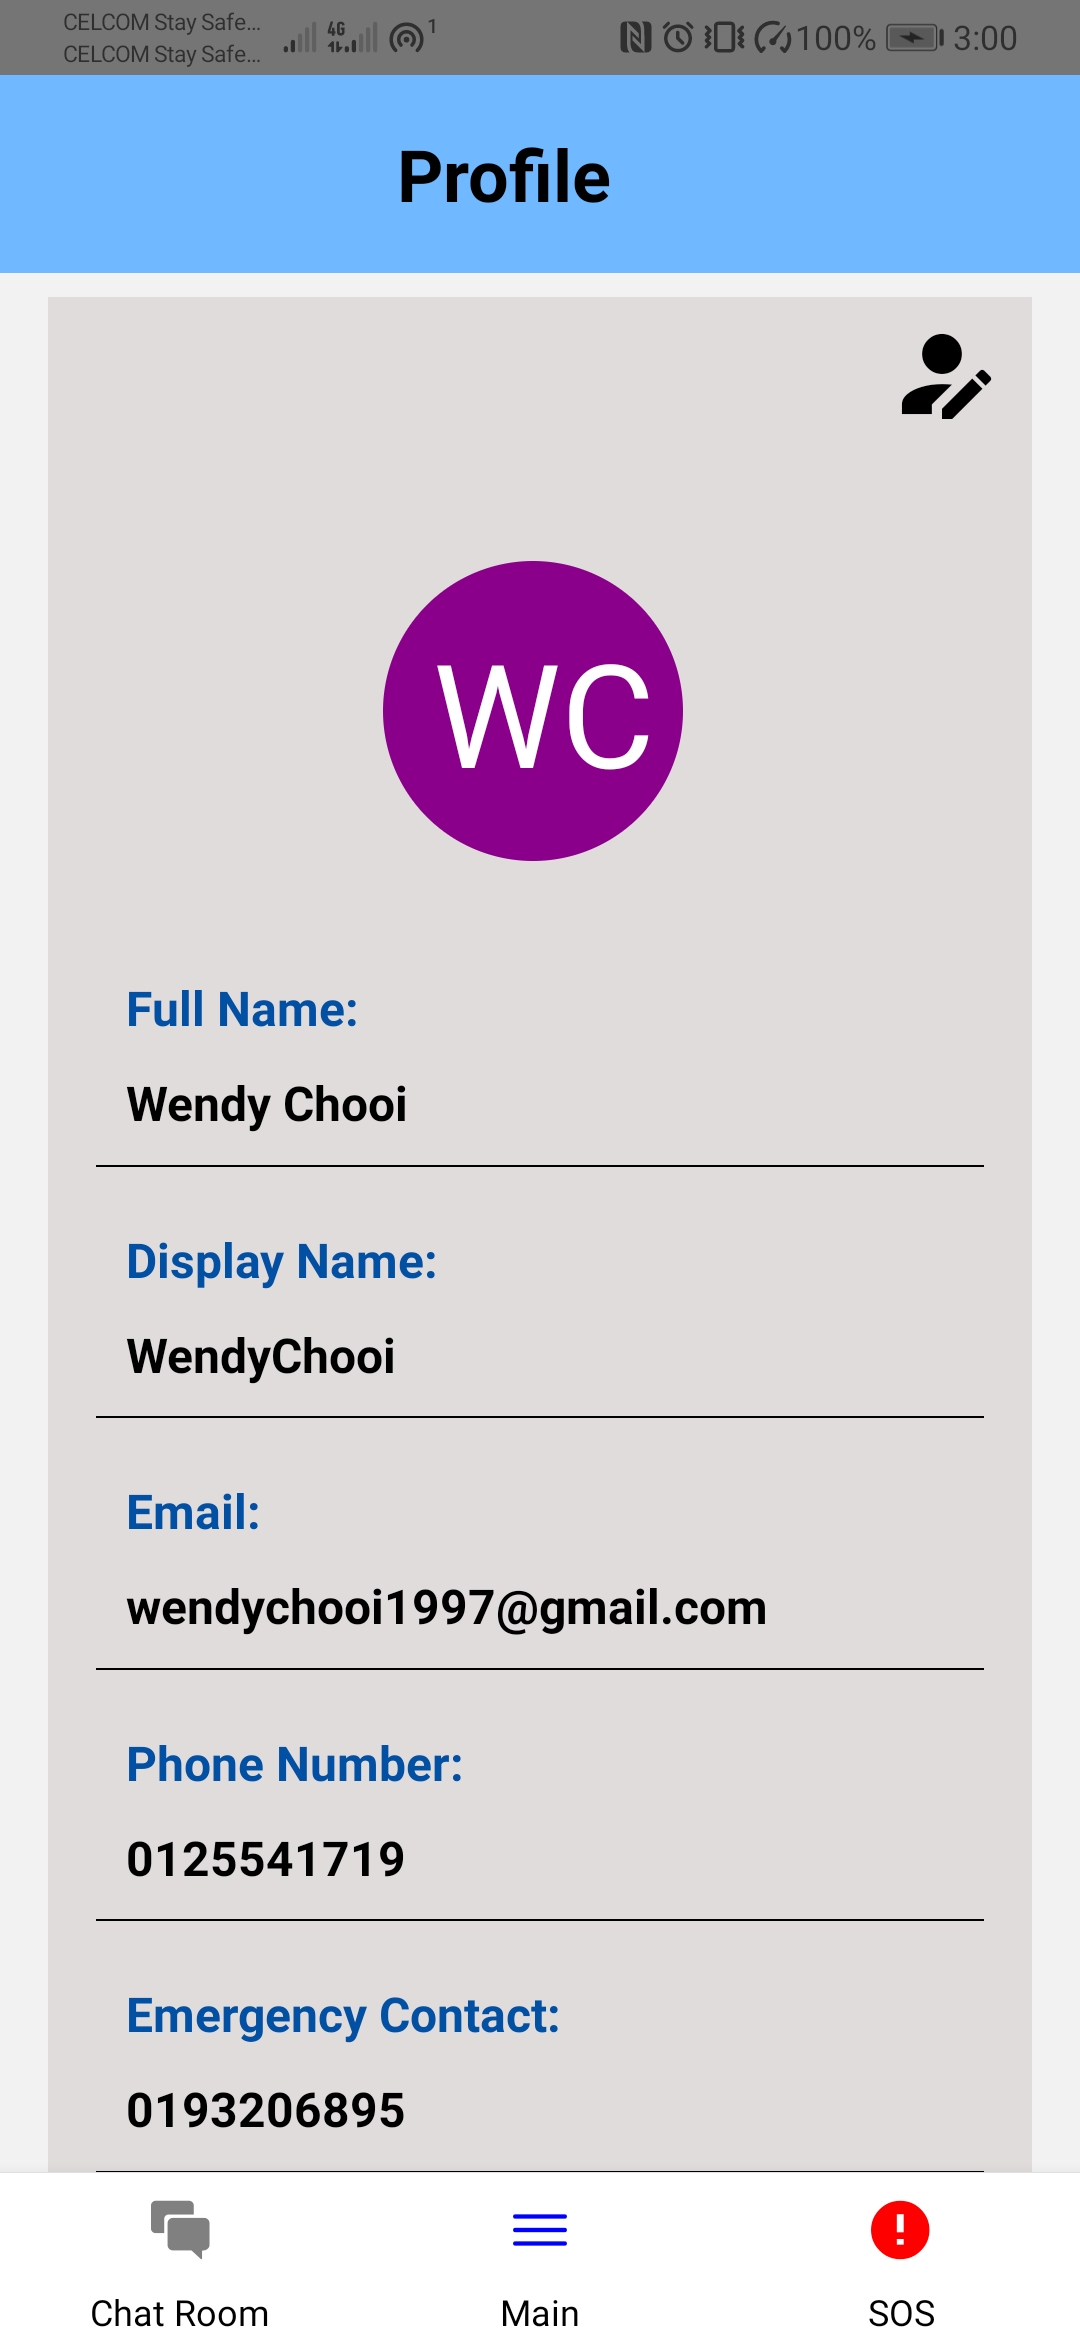 CELCOM Stay Safe...
CELCOM Stay Safe...
4G
1
100%
3:00
Profile
WC
Full Name:
Wendy Chooi
Display Name:
WendyChooi
Email:
wendychooi1997@gmail.com
Phone Number:
0125541719
Emergency Contact:
0193206895
Chat Room
Main
SOS